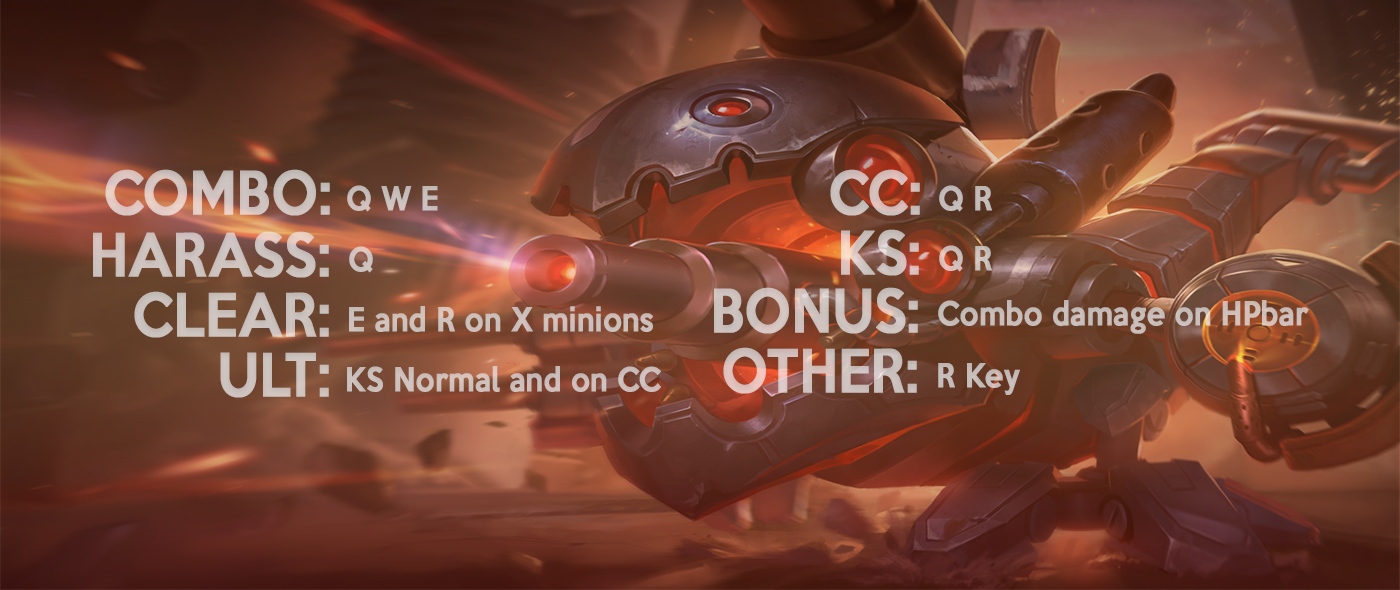 COMBO: Q W E
HARASS: Q
CLEAR: E and R on X minions
ULT: KS Normal and on CC
CC: Q R
KS: Q R
BONUS: Combo damage on HPbar
OTHER: R Key